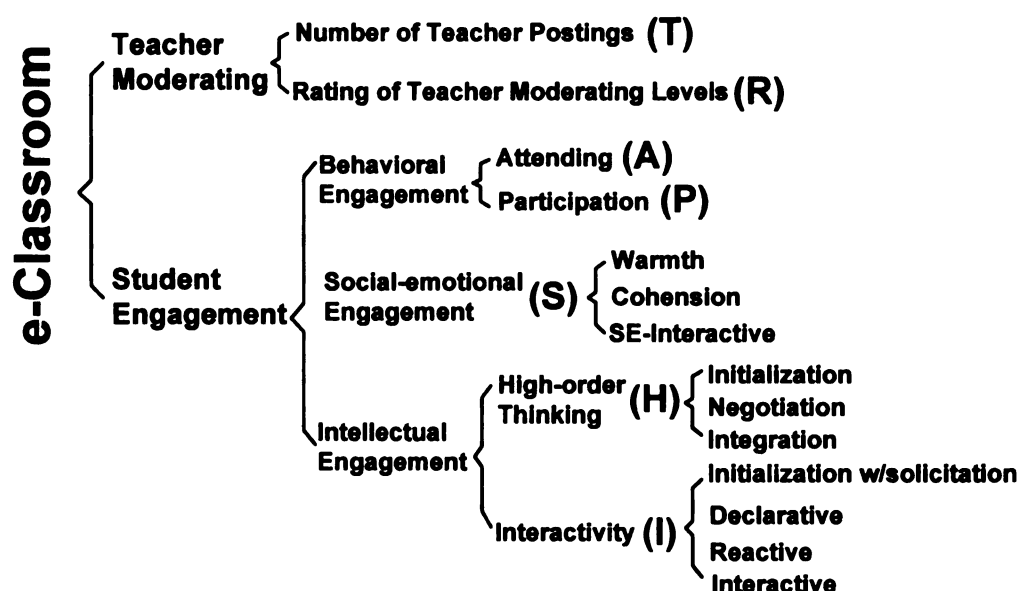 e-Classroom
Teacher
Moderating
Number of Teacher Postings (T)
Rating of Teacher Moderating Levels (R)
Student
Engagement
Behavioral
Engagement
Attending (A)
Participation (P)
Social-emotional
Engagement
(S)
Warmth
Cohension
SE-Interactive
Intellectual
Engagement
High-order
Thinking
(H)
Initialization
Negotiation
Integration
Interactivity (I)
Initialization w/solicitation
Declarative
Reactive
Interactive